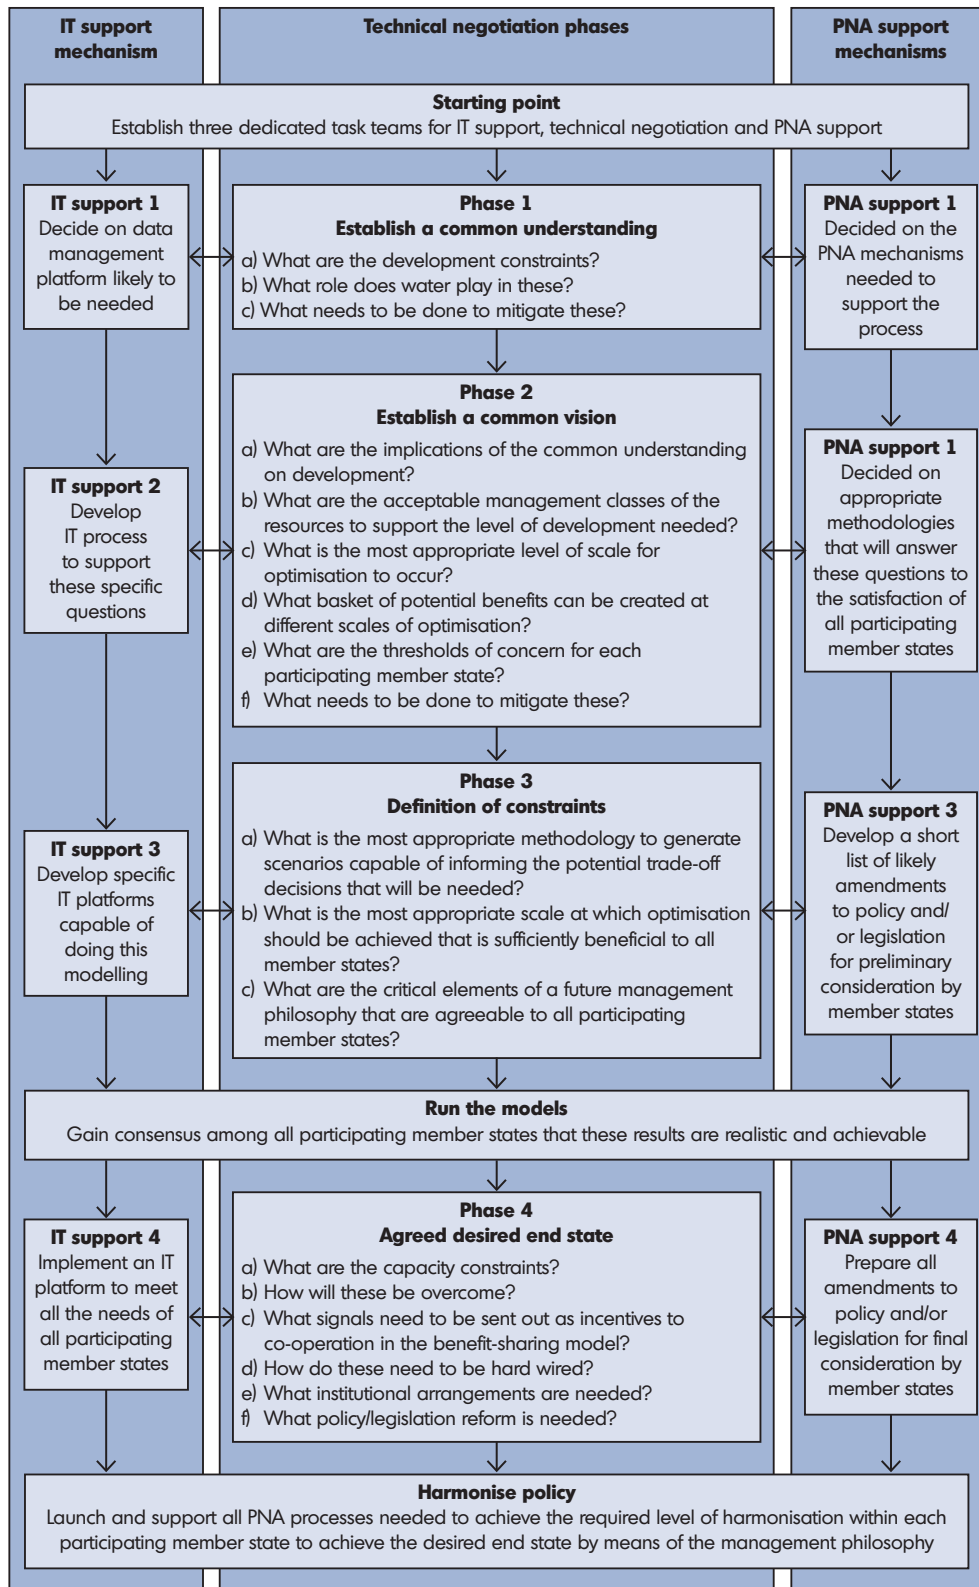 IT support
mechanism
Technical negotiation phases
PNA support
mechanisms
Starting point
Establish three dedicated task teams for IT support, technical negotiation and PNA support
IT support 1
Decide on data
management
platform likely to
be needed
Phase 1
Establish a common understanding
a) What are the development constraints?
b) What role does water play in these?
c) What needs to be done to mitigate these?
PNA support 1
Decided on the
PNA mechanisms
needed to
support the
process
Phase 2
Establish a common vision
a) What are the implications of the common understanding
on development?
b) What are the acceptable management classes of the
resources to support the level of development needed?
c) What is the most appropriate level of scale for
optimisation to occur?
d) What basket of potential benefits can be created at
different scales of optimisation?
e) What are the thresholds of concern for each
participating member state?
f) What needs to be done to mitigate these?
IT support 2
Develop
IT process
to support
these specific
questions
PNA support 1
Decided on
appropriate
methodologies
that will answer
these questions to
the satisfaction of
all participating
member states
Phase 3
Definition of constraints
a) What is the most appropriate methodology to generate
scenarios capable of informing the potential trade-off
decisions that will be needed?
b) What is the most appropriate scale at which optimisation
should be achieved that is sufficiently beneficial to all
member states?
c) What are the critical elements of a future management
philosophy that are agreeable to all participating
member states?
IT support 3
Develop specific
IT platforms
capable of
doing this
modelling
PNA support 3
Develop a short
list of likely
amendments
to policy and/
or legislation
for preliminary
consideration by
member states
Run the models
Gain consensus among all participating member states that these results are realistic and achievable
IT support 4
Implement an IT
platform to meet
all the needs of
all participating
member states
Phase 4
Agreed desired end state
a) What are the capacity constraints?
b) How will these be overcome?
c) What signals need to be sent out as incentives to
co-operation in the benefit-sharing model?
d) How do these need to be hard wired?
e) What institutional arrangements are needed?
f) What policy/legislation reform is needed?
PNA support 4
Prepare all
amendments to
policy and/or
legislation for final
consideration by
member states
Harmonise policy
Launch and support all PNA processes needed to achieve the required level of harmonisation within each
participating member state to achieve the desired end state by means of the management philosophy